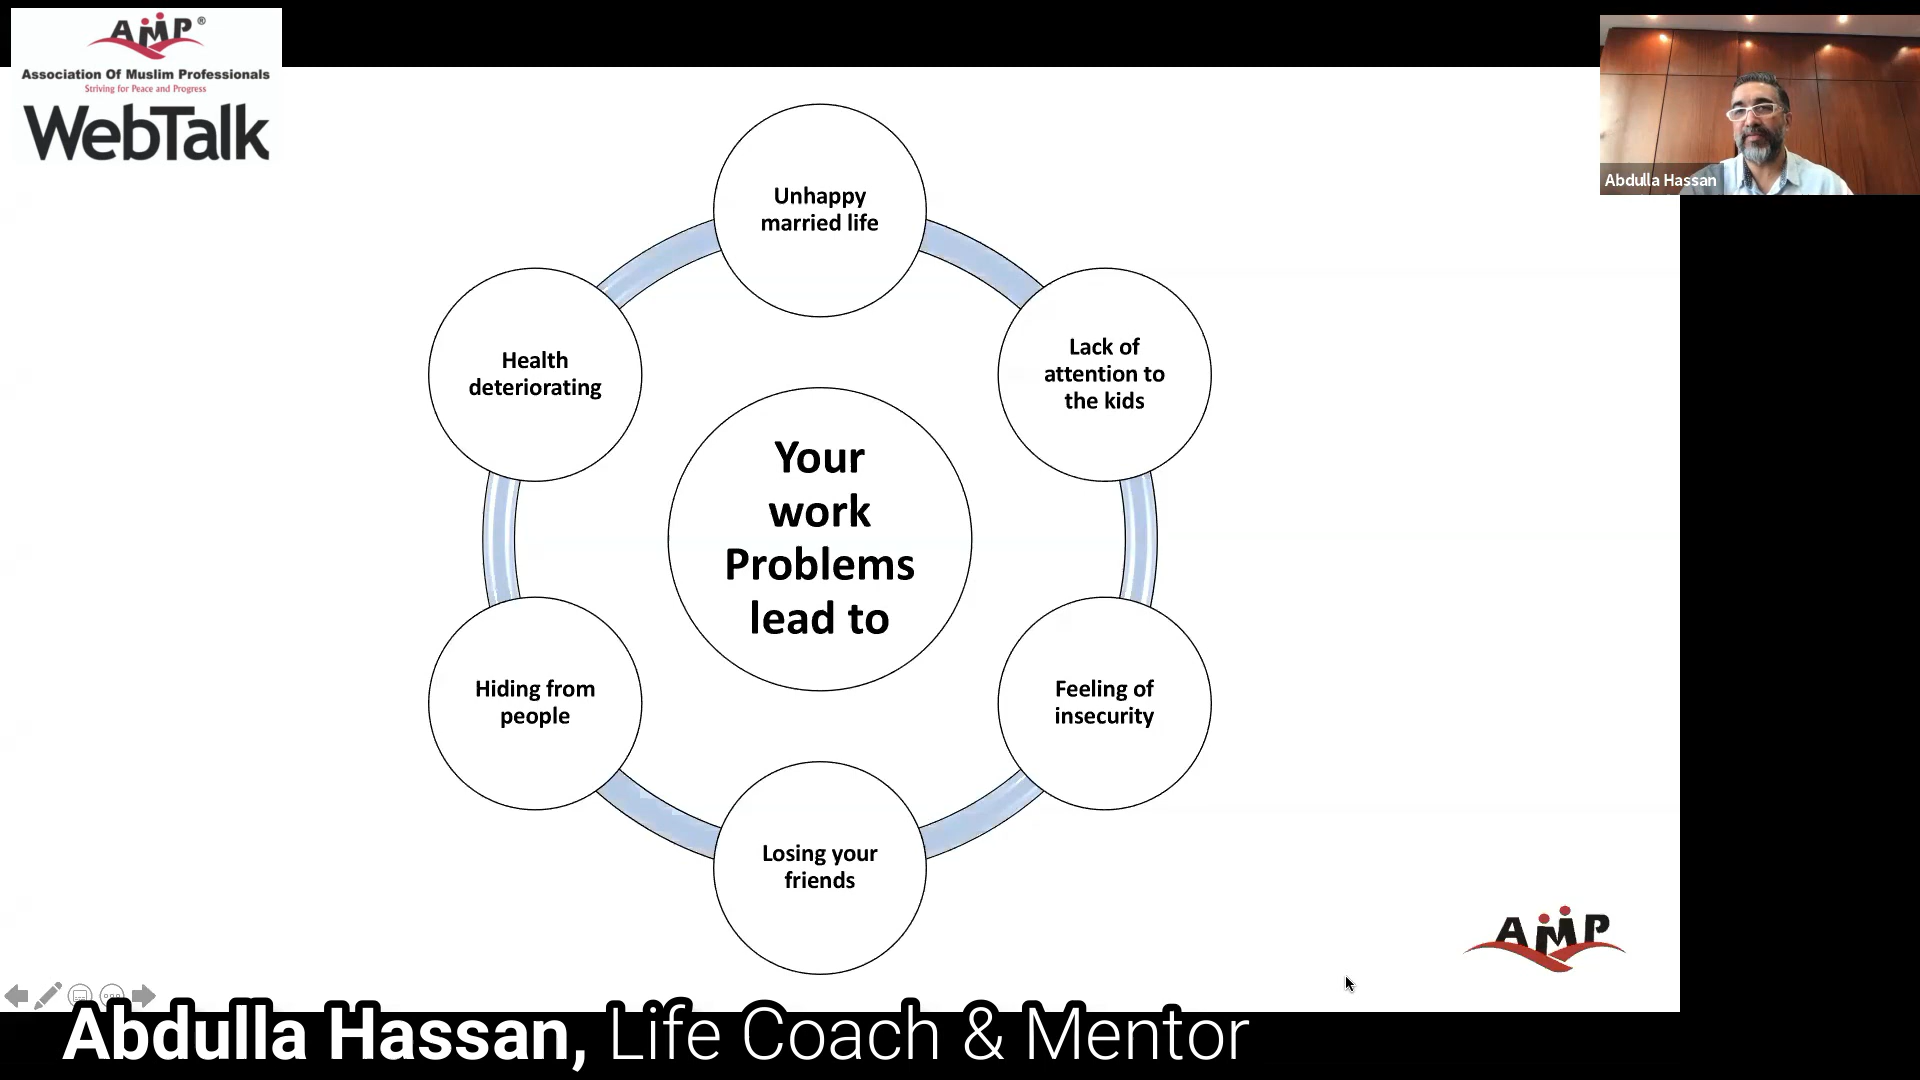 AMP®
Association Of Muslim Professionals
Striving for Peace and Progress
WebTalk
Abdulla Hassan
Unhappy
married life
Lack of
attention to
the kids
Feeling of
insecurity
Losing your
friends
Hiding from
people
Health
deteriorating
Your
work
Problems
lead to
AMP
Abdulla Hassan, Life Coach & Mentor